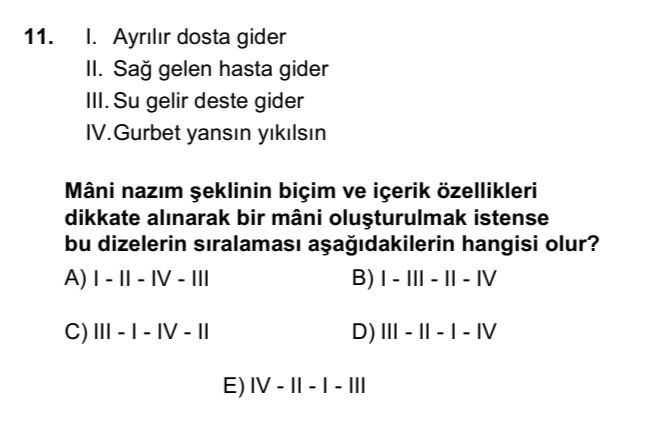 11. I. Ayrılır dosta gider
II. Sağ gelen hasta gider
III. Su gelir deste gider
IV.Gurbet yansın yıkılsın
Mâni nazım şeklinin biçim ve içerik özellikleri
dikkate alınarak bir mâni oluşturulmak istense
bu dizelerin sıralaması aşağıdakilerin hangisi olur?
A) I - II - IV - III B) I - III - II - IV
C) III - I - IV - II D) III - II - I - IV
E) IV - II - I - III